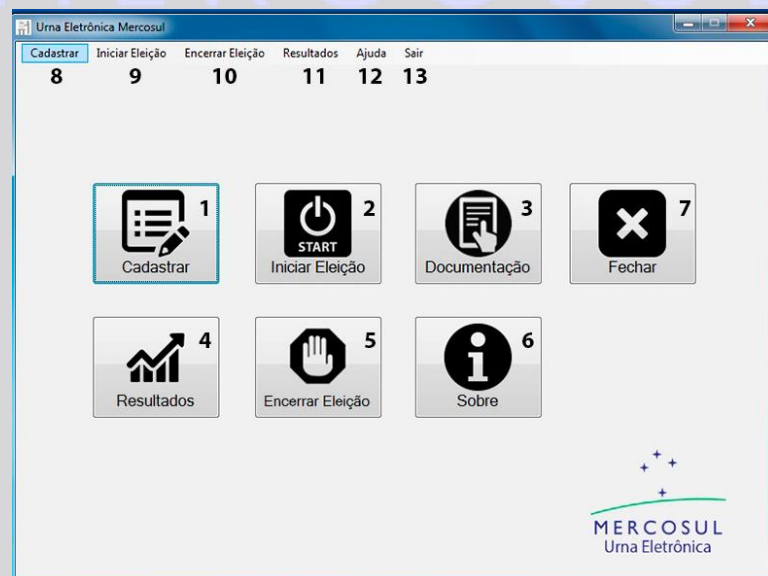 Urna Eletrônica Mercosul
Cadastrar Iniciar Eleição Encerrar Eleição Resultados Ajuda Sair
8 9 10 11 12 13
1 2 3 7
START
Cadastrar Iniciar Eleição Documentação Fechar
4 5 6
Resultados Encerrar Eleição Sobre
MERCOSUL
Urna Eletrônica